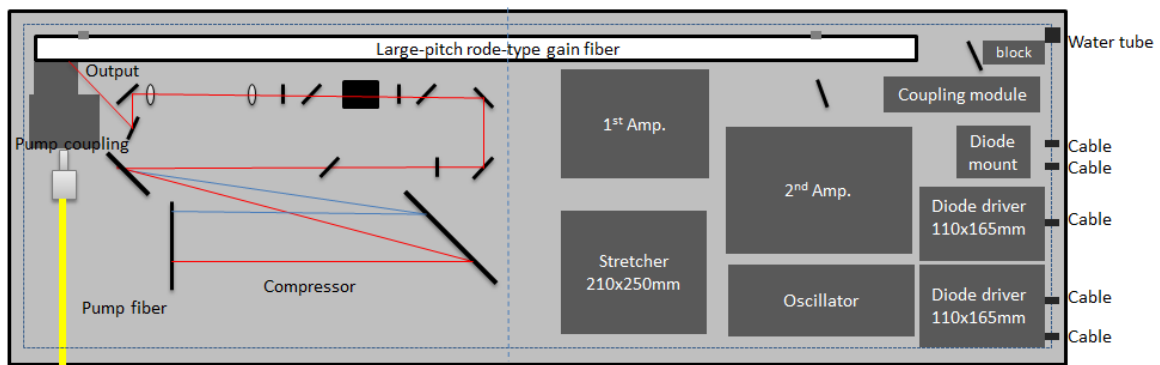 Large-pitch rode-type gain fiber
Water tube
block
Output
Coupling module
1st Amp.
Pump coupling
Diode
mount
Cable
Cable
2nd Amp.
Diode driver
110x165mm
Cable
Stretcher
210x250mm
Compressor
Pump fiber
Oscillator
Diode driver
110x165mm
Cable
Cable